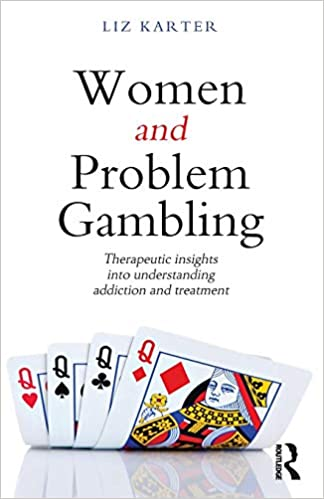 LIZ KARTER
Women
and
Problem
Gambling
Therapeutic insights
into understanding
addiction and treatment
Q
Q
Q
Q
ROUTLEDGE